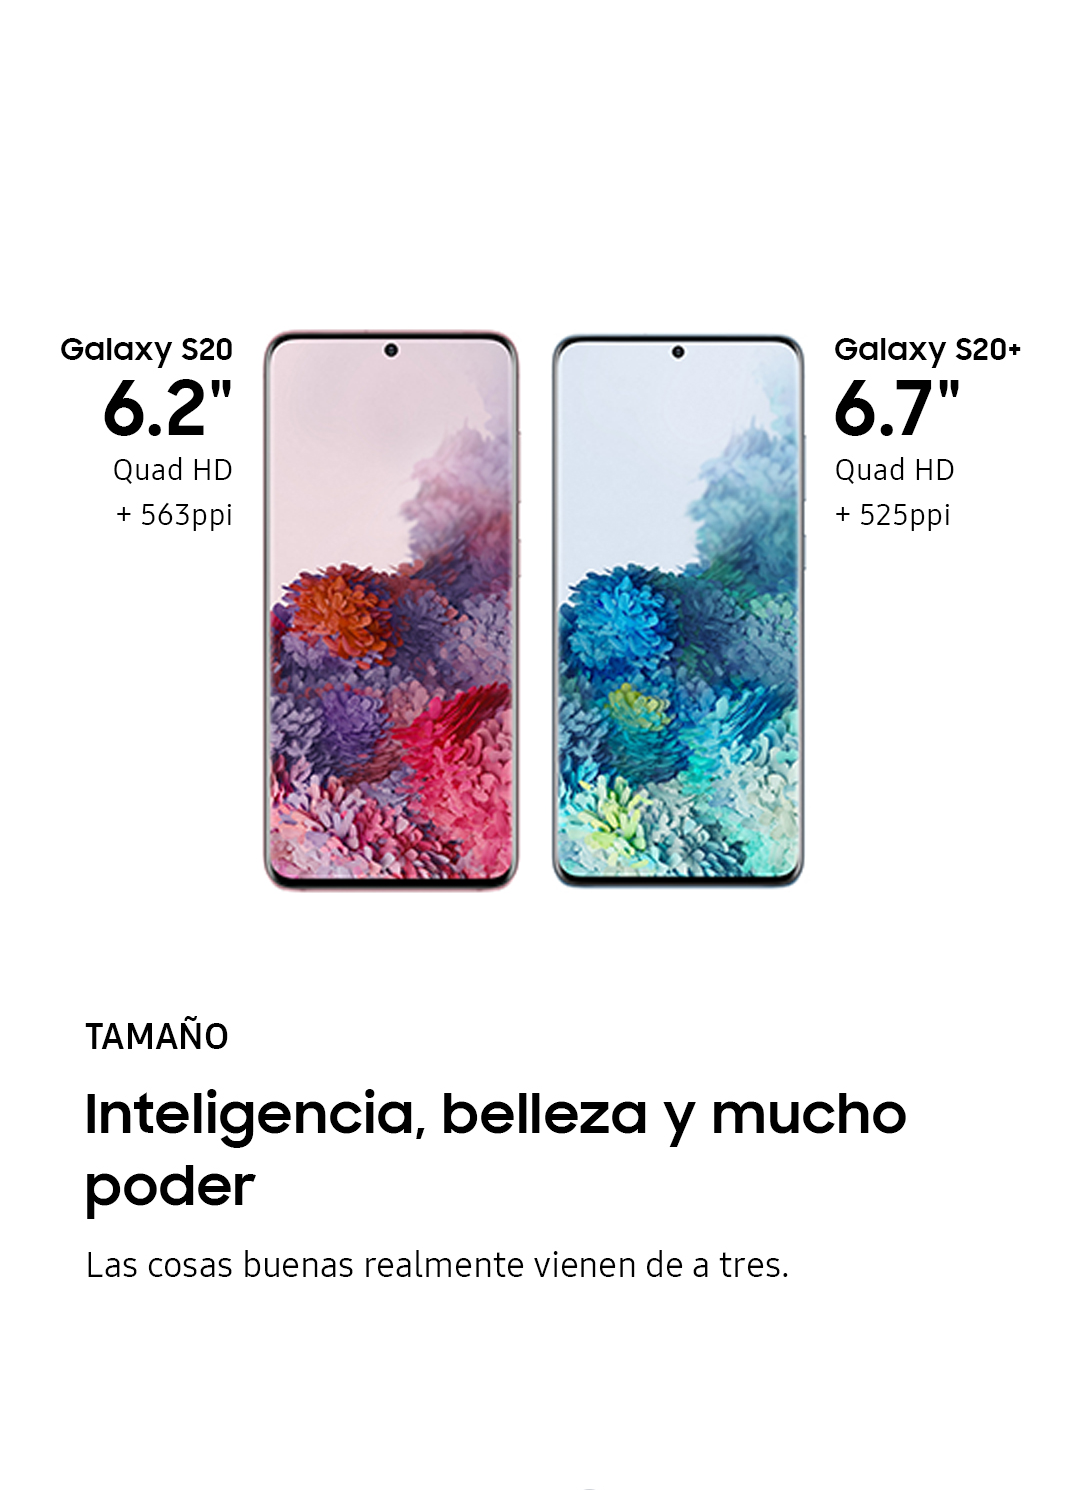 Galaxy S20
6.2"
Quad HD
+ 563ppi
Galaxy S20+
6.7"
Quad HD
+ 525ppi
TAMAÑO
Inteligencia, belleza y mucho
poder
Las cosas buenas realmente vienen de a tres.